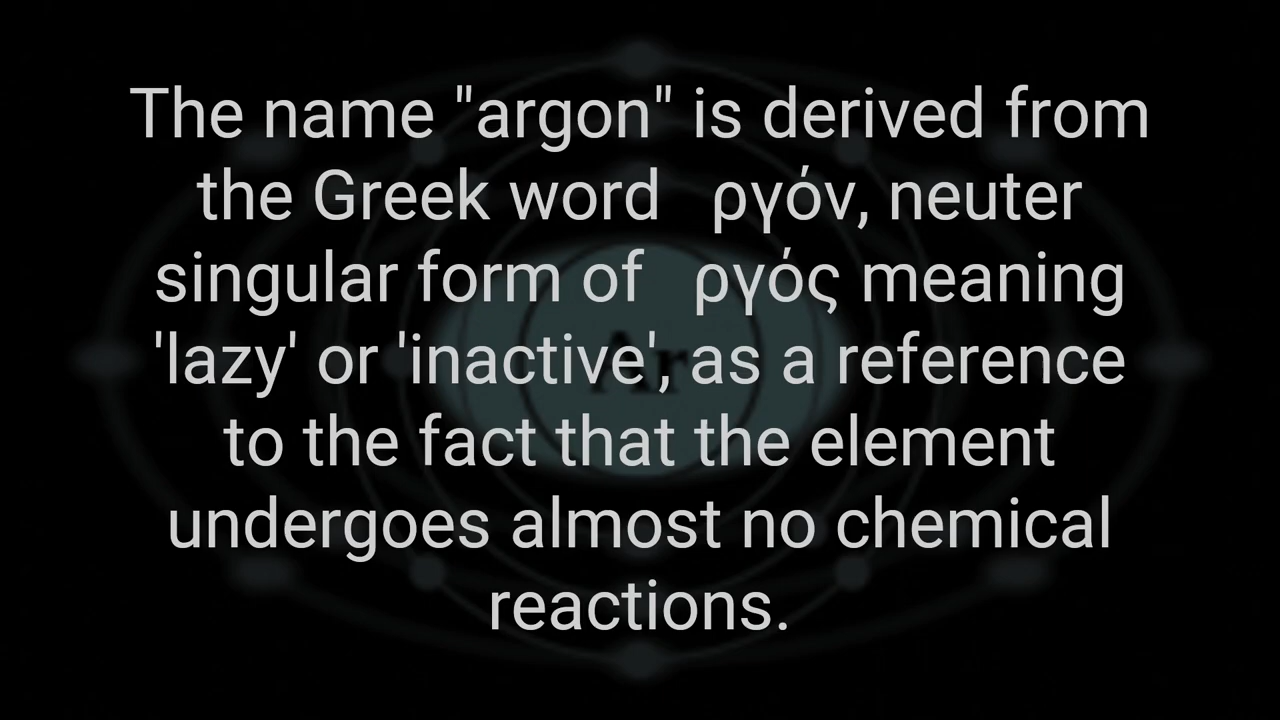 The name "argon" is derived from
the Greek word ργόν, neuter
singular form of ργός meaning
'lazy' or 'inactive', as a reference
to the fact that the element
undergoes almost no chemical
reactions.
Ar